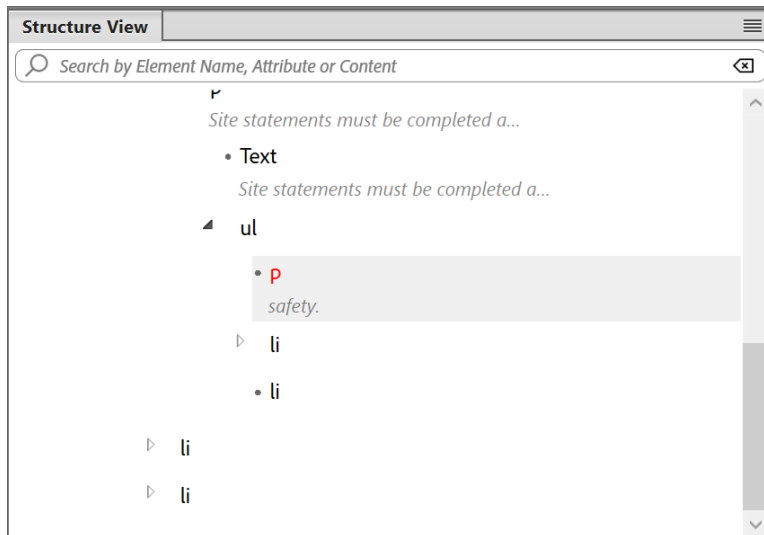 Structure View
Search by Element Name, Attribute or Content
p
Site statements must be completed a...
Text
Site statements must be completed a...
ul
p
safety.
li
li
li
li